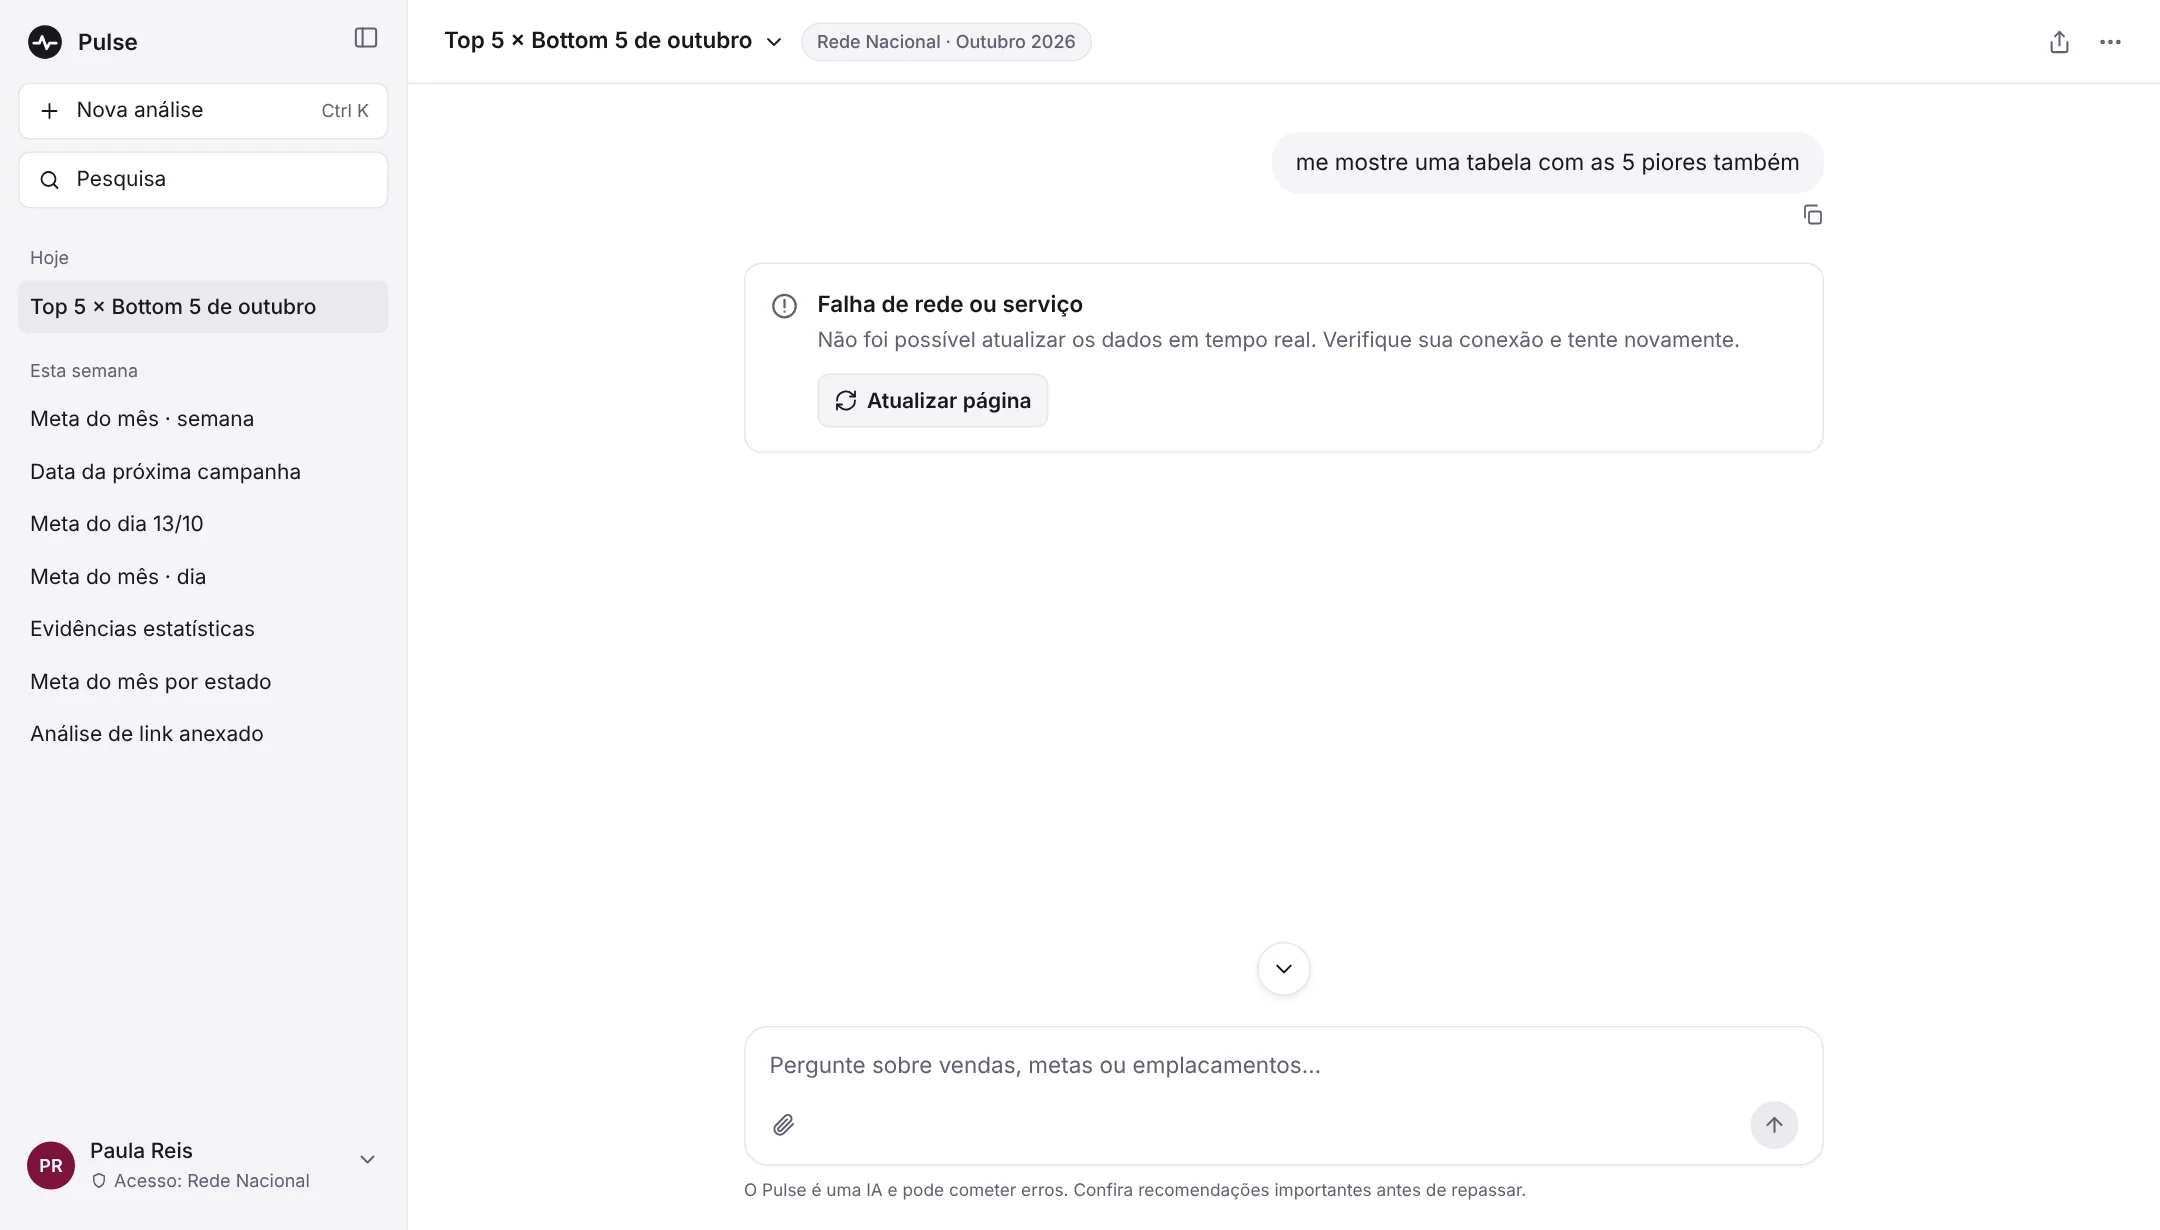 Pulse
Nova análise
Ctrl K
Pesquisa
Hoje
Top 5 × Bottom 5 de outubro
Esta semana
Meta do mês · semana
Data da próxima campanha
Meta do dia 13/10
Meta do mês · dia
Evidências estatísticas
Meta do mês por estado
Análise de link anexado
PR
Paula Reis
Acesso: Rede Nacional
Top 5 × Bottom 5 de outubro
Rede Nacional · Outubro 2026
me mostre uma tabela com as 5 piores também
Falha de rede ou serviço
Não foi possível atualizar os dados em tempo real. Verifique sua conexão e tente novamente.
Atualizar página
Pergunte sobre vendas, metas ou emplacamentos...
O Pulse é uma IA e pode cometer erros. Confira recomendações importantes antes de repassar.